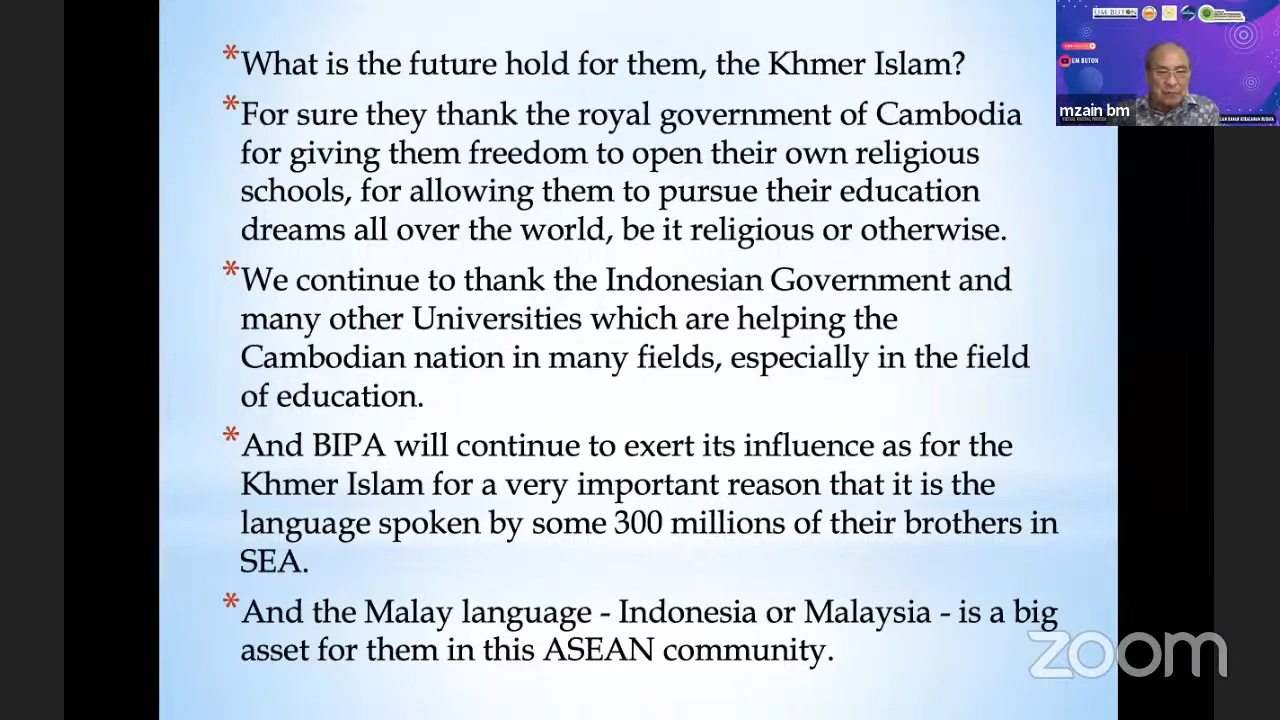 *What is the future hold for them, the Khmer Islam?
*For sure they thank the royal government of Cambodia
for giving them freedom to open their own religious
schools, for allowing them to pursue their education
dreams all over the world, be it religious or otherwise.
*We continue to thank the Indonesian Government and
many other Universities which are helping the
Cambodian nation in many fields, especially in the field
of education.
*And BIPA will continue to exert its influence as for the
Khmer Islam for a very important reason that it is the
language spoken by some 300 millions of their brothers in
SEA.
*And the Malay language - Indonesia or Malaysia - is a big
asset for them in this ASEAN community.
UM BUTON
UM BUTON
mzain bm
zoom